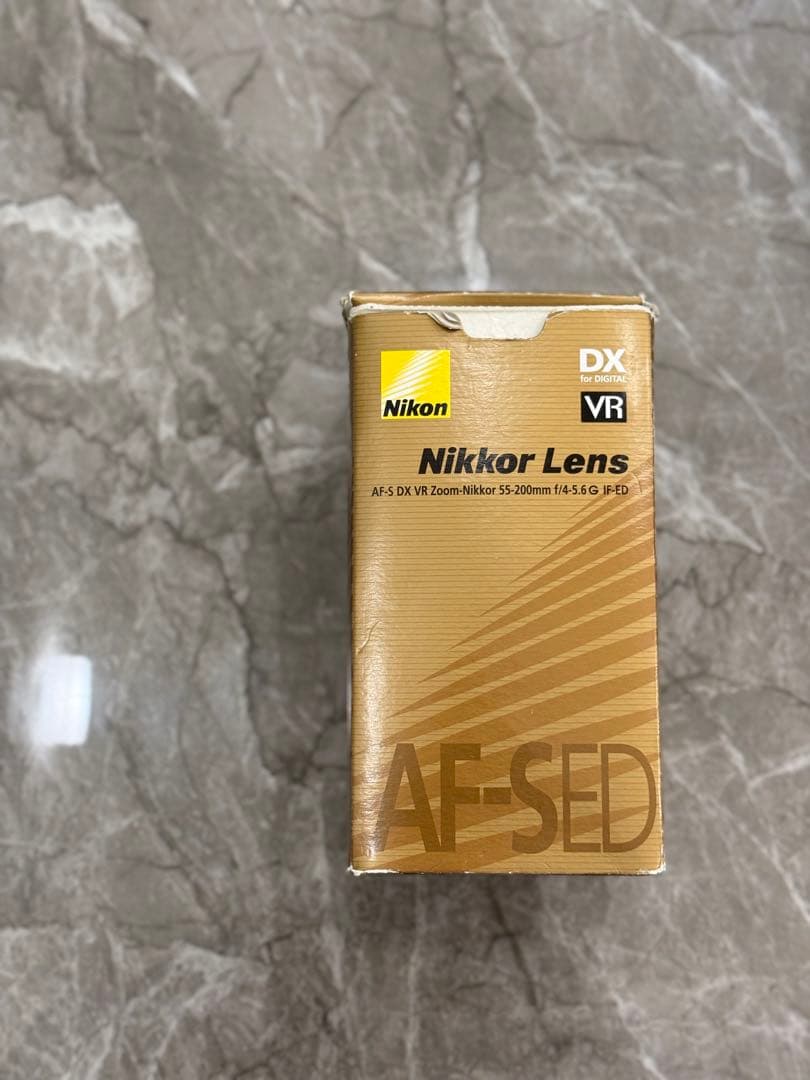 Nikon
DX
for DIGITAL
VR
Nikkor Lens
AF-S DX VR Zoom-Nikkor 55-200mm f/4-5.6 G IF-ED
AF-S ED